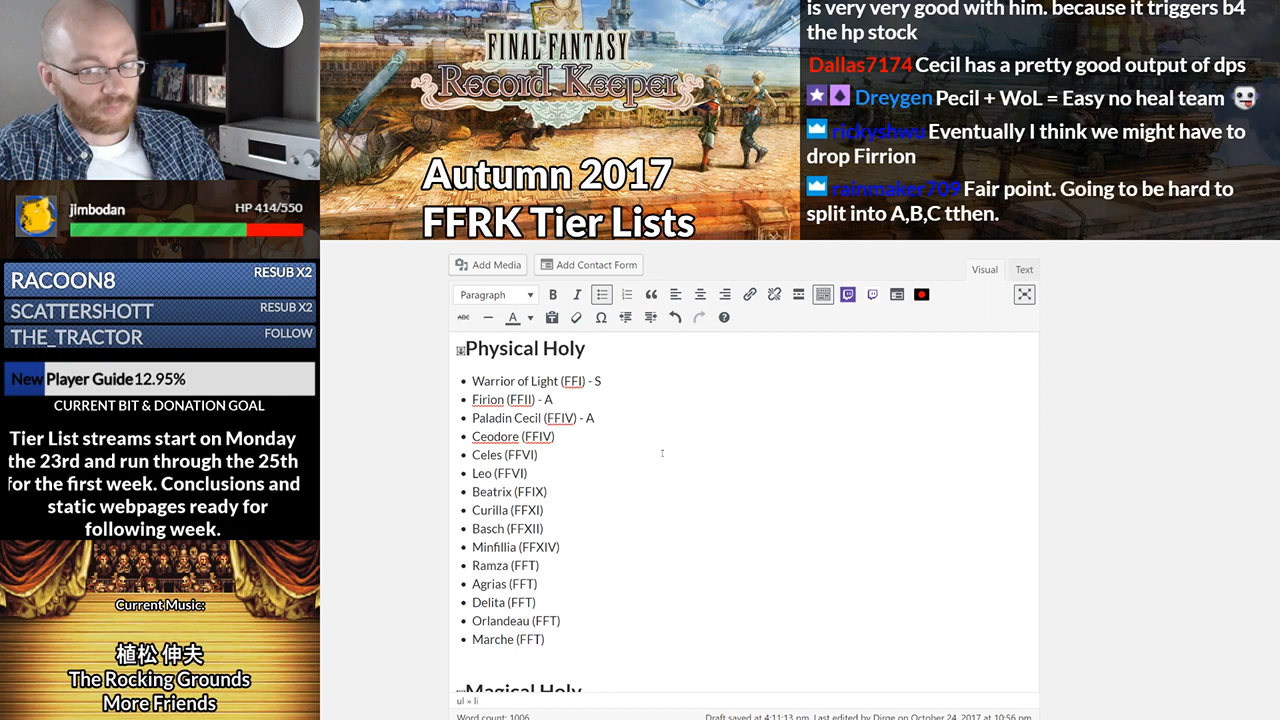 jimbodan
HP 414/550
RACOON8
RESUB X2
SCATTERSHOTT
RESUB X2
THE_TRACTOR
FOLLOW
New Player Guide 12.95%
CURRENT BIT & DONATION GOAL
Tier List streams start on Monday
the 23rd and run through the 25th
for the first week. Conclusions and
static webpages ready for
following week.
Current Music:
植松 伸夫
The Rocking Grounds
More Friends
FINAL FANTASY
Record Keeper
Autumn 2017
FFRK Tier Lists
is very very good with him. because it triggers b4
the hp stock
Dallas7174 Cecil has a pretty good output of dps
Dreygen Pecil + WoL = Easy no heal team
rickyshwu Eventually I think we might have to
drop Firrion
rainmaker709 Fair point. Going to be hard to
split into A,B,C tthen.
Add Media
Add Contact Form
Visual
Text
Paragraph
B
I
ABC
A
Physical Holy
Warrior of Light (FFI) - S
Firion (FFII) - A
Paladin Cecil (FFIV) - A
Ceodore (FFIV)
Celes (FFVI)
Leo (FFVI)
Beatrix (FFIX)
Curilla (FFXI)
Basch (FFXII)
Minfillia (FFXIV)
Ramza (FFT)
Agrias (FFT)
Delita (FFT)
Orlandeau (FFT)
Marche (FFT)
Magical Holy
ul » li
Word count: 1006
Draft saved at 4:11:13 pm. Last edited by Dirge on October 24, 2017 at 10:56 pm